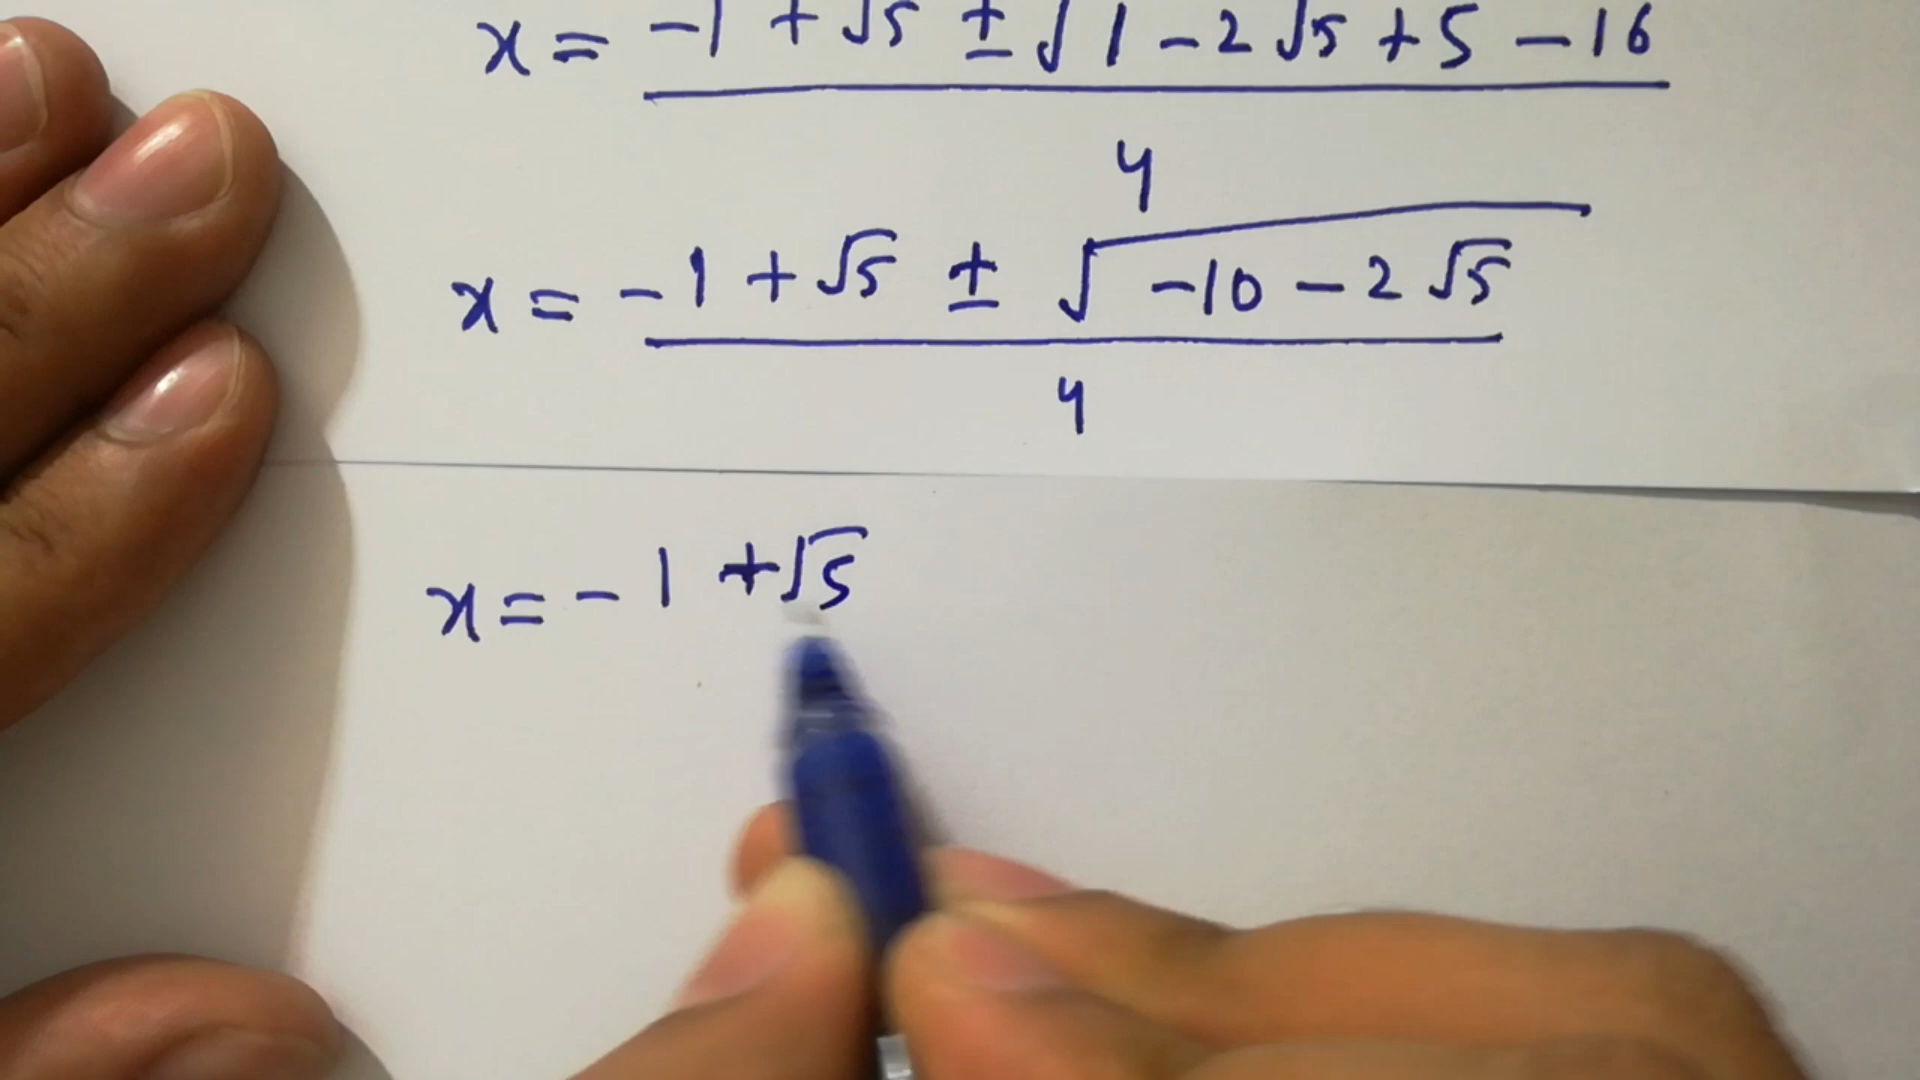 x = -1 + √5 ± √1 - 2√5 + 5 - 16
4
x = -1 + √5 ± √-10 - 2√5
4
x = -1 + √5